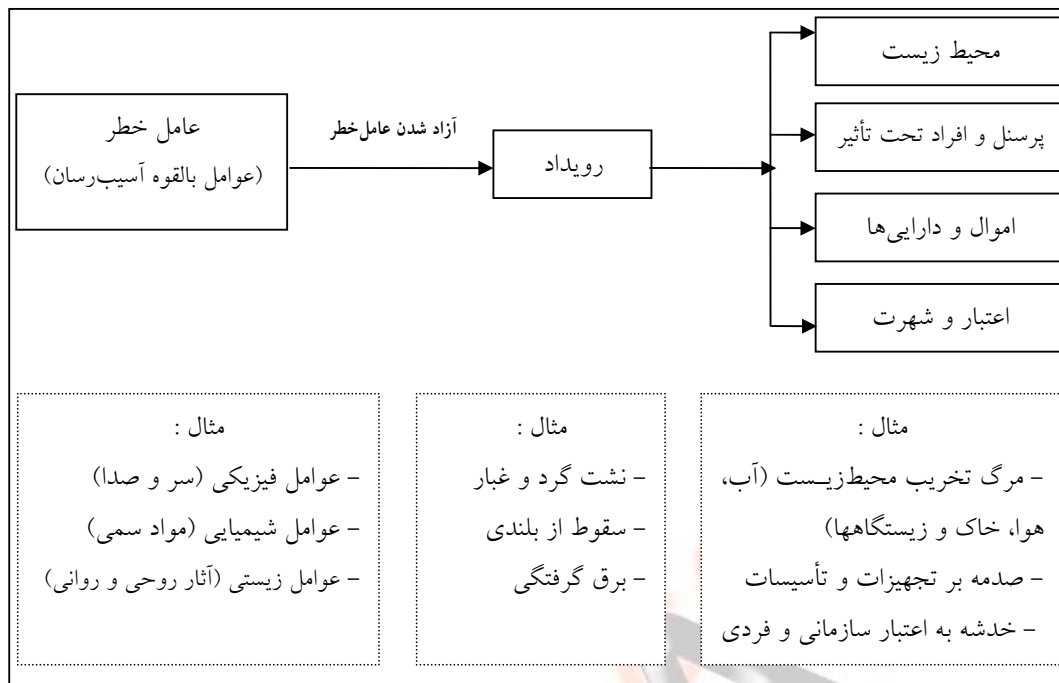 عامل خطر
(عوامل بالقوه آسیب‌رسان)
آزاد شدن عامل‌خطر
رویداد
محیط زیست
پرسنل و افراد تحت تأثیر
اموال و دارایی‌ها
اعتبار و شهرت
مثال :
– عوامل فیزیکی (سر و صدا)
– عوامل شیمیایی (مواد سمی)
– عوامل زیستی (آثار روحی و روانی)
مثال :
– نشت گرد و غبار
– سقوط از بلندی
– برق گرفتگی
مثال :
– مرگ تخریب محیط‌زیــست (آب،
هوا، خاک و زیستگاهها)
– صدمه بر تجهیزات و تأسیسات
– خدشه به اعتبار سازمانی و فردی